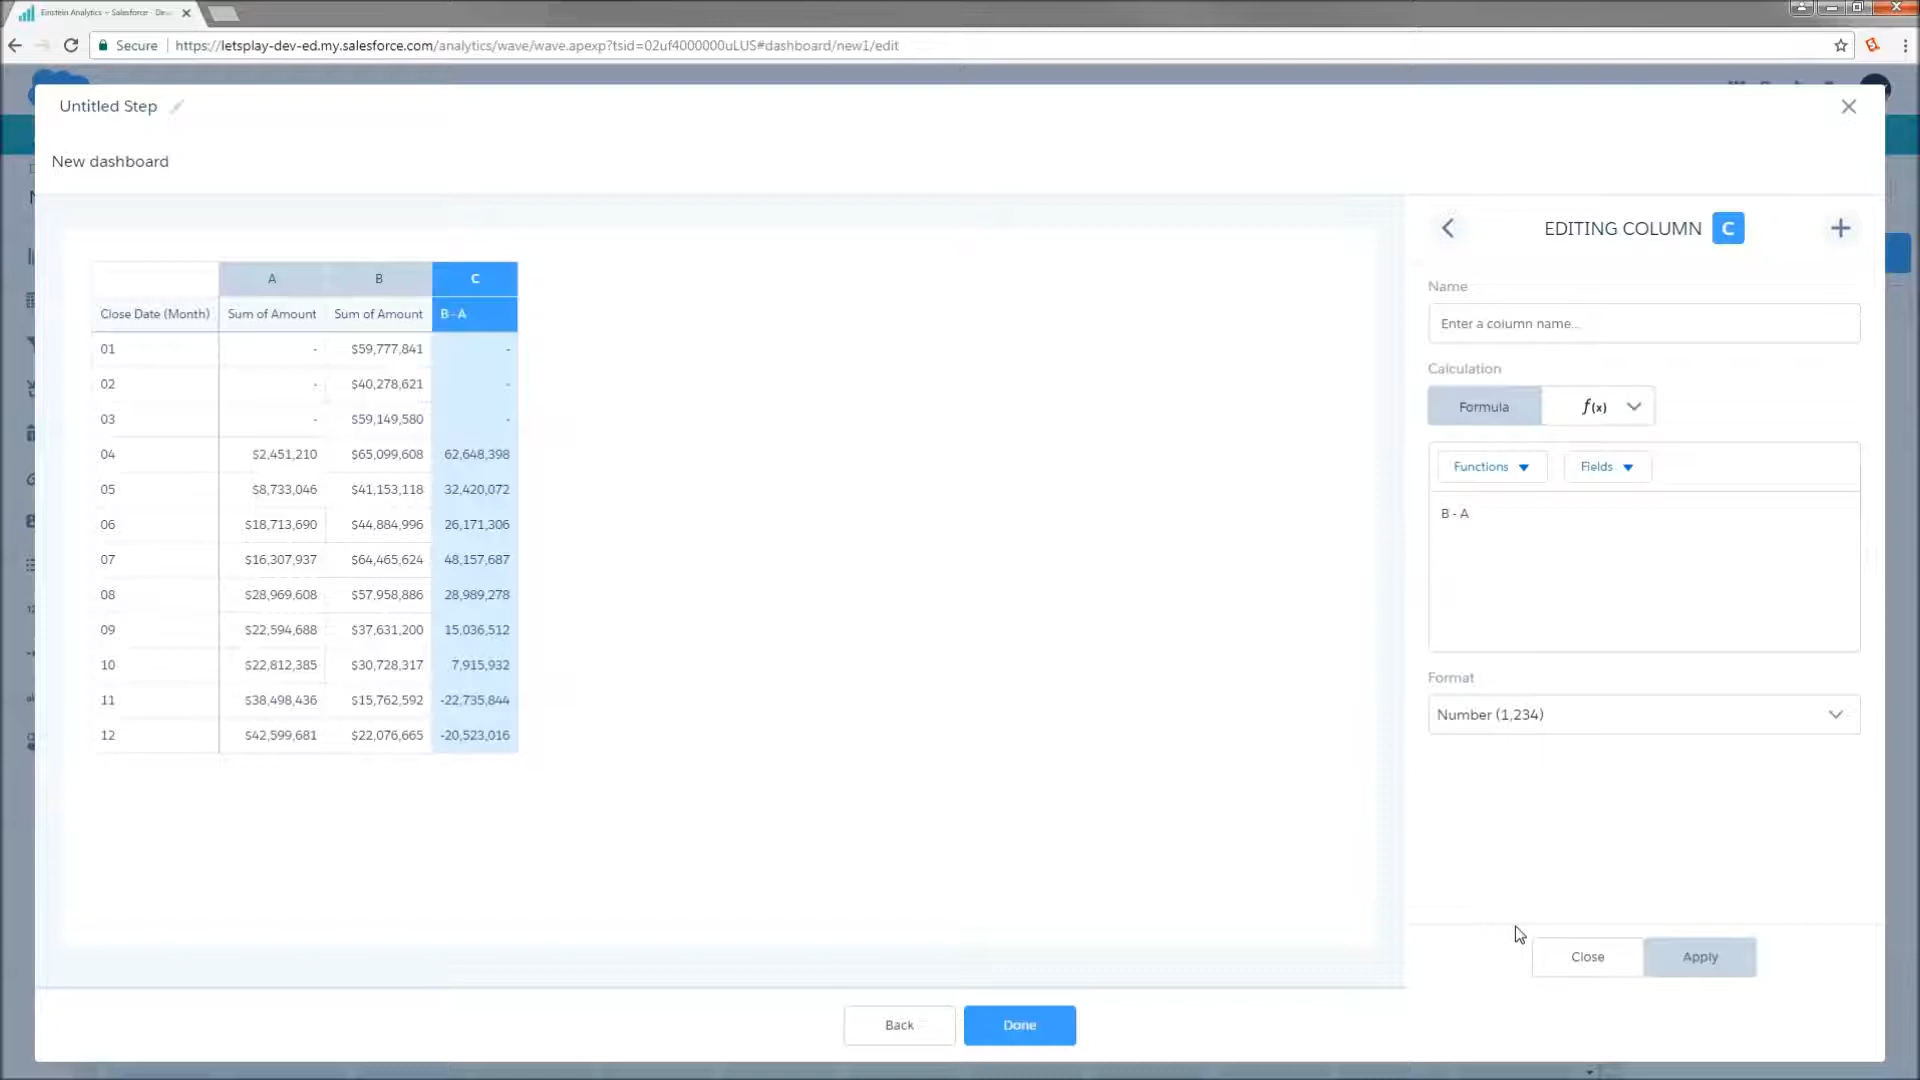 Einstein Analytics ~ Salesforce - De...
Secure
https://letsplay-dev-ed.my.salesforce.com/analytics/wave/wave.apexp?tsid=02uf4000000uLUS#dashboard/new1/edit
Untitled Step
New dashboard
EDITING COLUMN C
A B C
Close Date (Month) Sum of Amount Sum of Amount B - A
01 - $59,777,841 -
02 - $40,278,621 -
03 - $59,149,580 -
04 $2,451,210 $65,099,608 62,648,398
05 $8,733,046 $41,153,118 32,420,072
06 $18,713,690 $44,884,996 26,171,306
07 $16,307,937 $64,465,624 48,157,687
08 $28,969,608 $57,958,886 28,989,278
09 $22,594,688 $37,631,200 15,036,512
10 $22,812,385 $30,728,317 7,915,932
11 $38,498,436 $15,762,592 -22,735,844
12 $42,599,681 $22,076,665 -20,523,016
Name
Enter a column name...
Calculation
Formula f(x)
Functions Fields
B - A
Format
Number (1,234)
Close Apply
Back Done